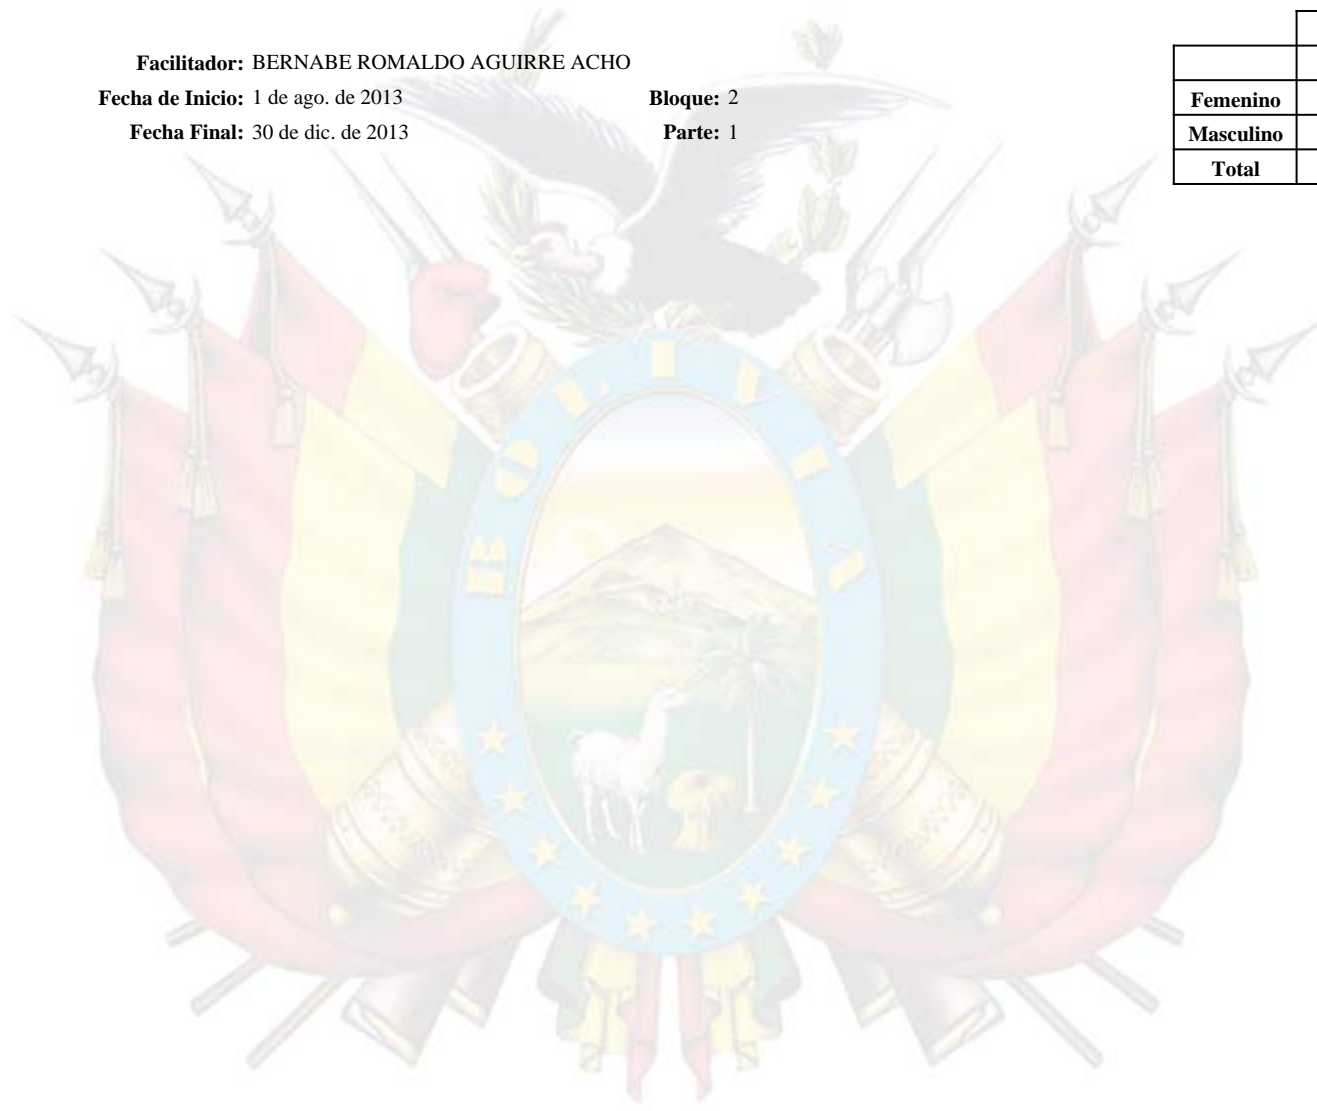 Facilitador: BERNABE ROMALDO AGUIRRE ACHO
Fecha de Inicio: 1 de ago. de 2013 Bloque: 2
Fecha Final: 30 de dic. de 2013 Parte: 1
Femenino
Masculino
Total
BOLIVIA